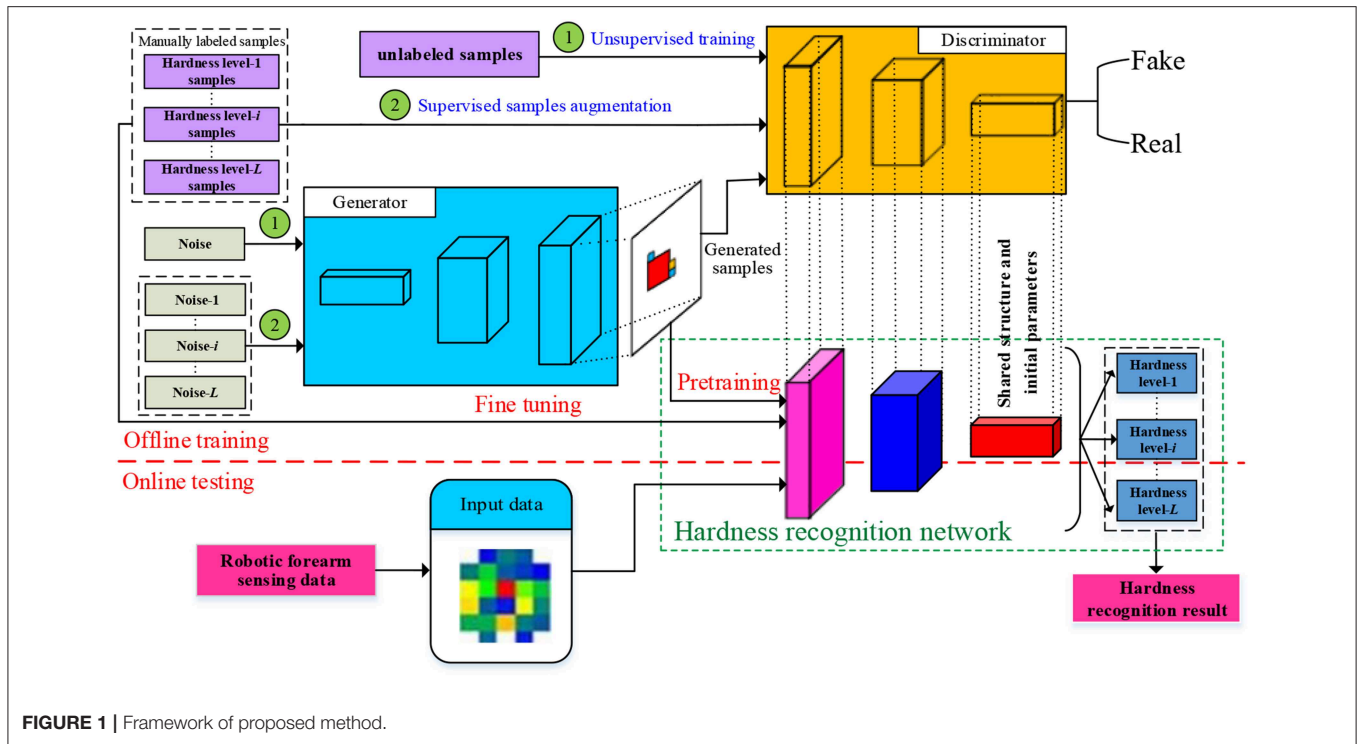 Manually labeled samples
Hardness level-1
samples
Hardness level-i
samples
Hardness level-L
samples
unlabeled samples
1
Unsupervised training
2
Supervised samples augmentation
Discriminator
Fake
Real
Noise
1
Noise-1
Noise-i
Noise-L
2
Generator
Generated
samples
Shared structure and
initial parameters
Pretraining
Fine tuning
Offline training
Online testing
Hardness
level-1
Hardness
level-i
Hardness
level-L
Hardness recognition network
Robotic forearm
sensing data
Input data
Hardness
recognition result
FIGURE 1 | Framework of proposed method.